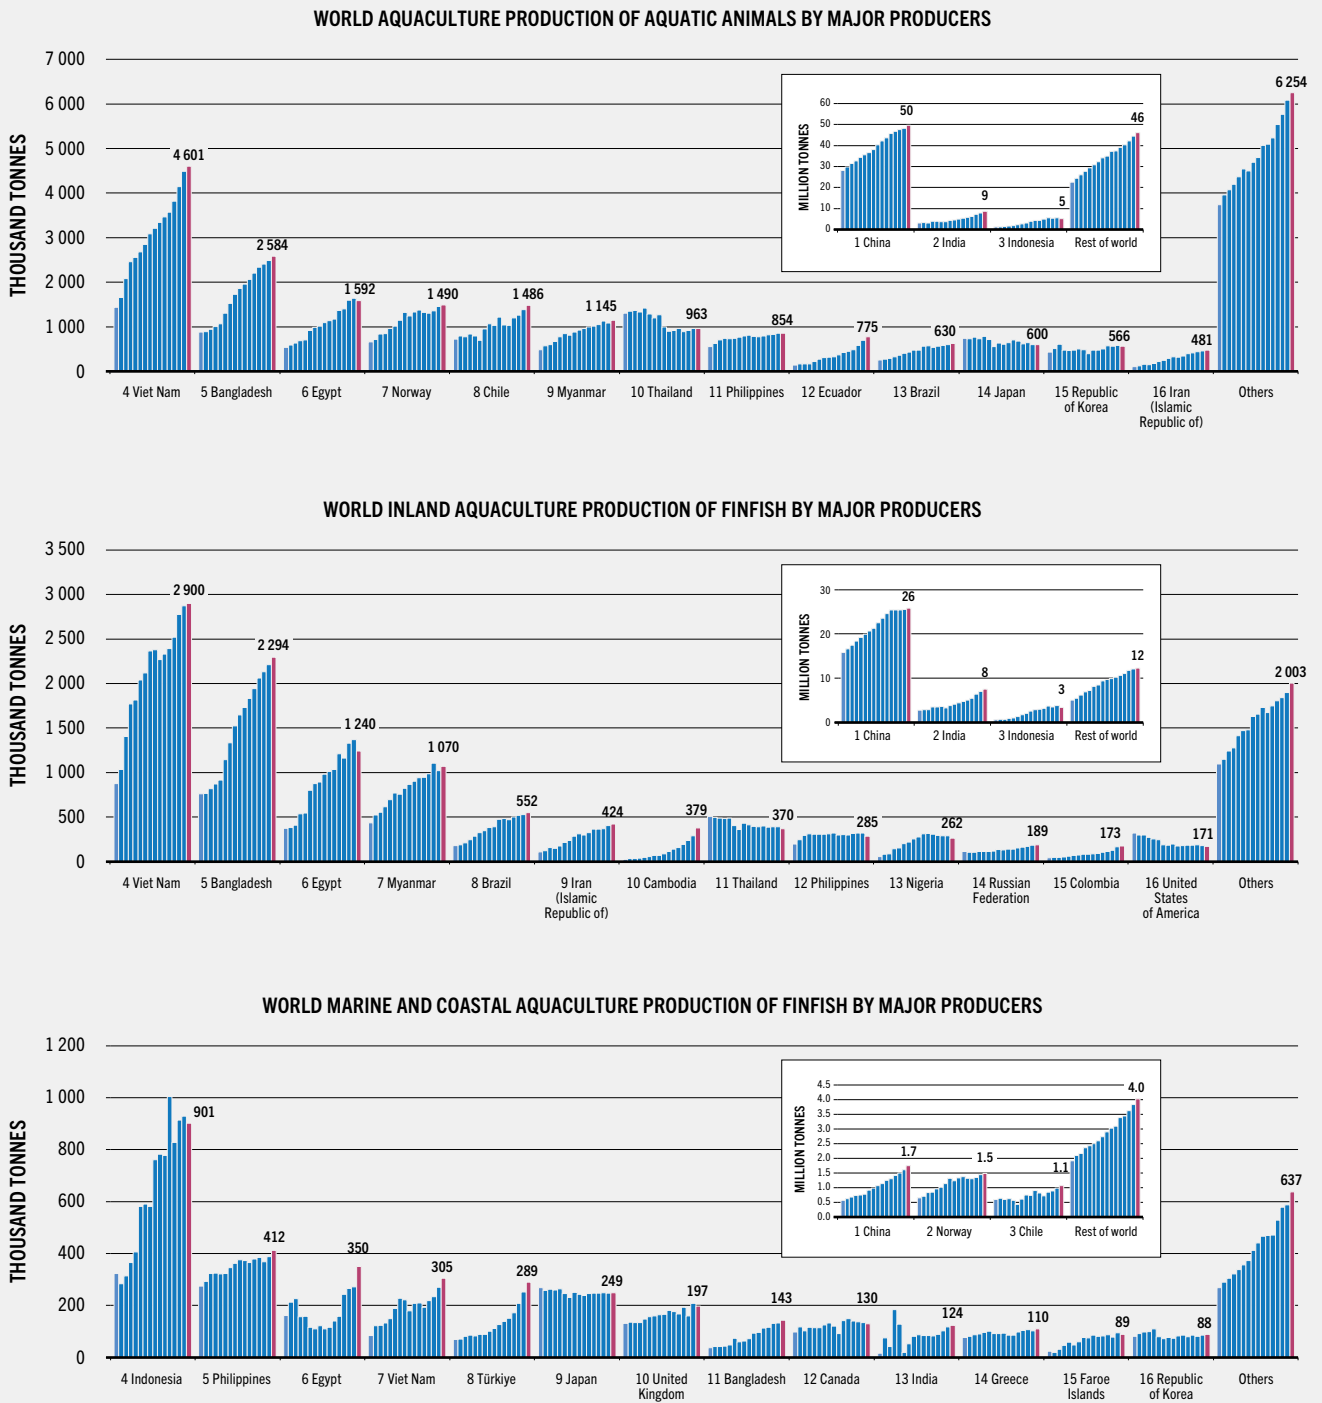 WORLD AQUACULTURE PRODUCTION OF AQUATIC ANIMALS BY MAJOR PRODUCERS
THOUSAND TONNES
7 000
6 000
5 000
4 000
3 000
2 000
1 000
0
4 601
2 584
1 592
1 490
1 486
1 145
963
854
775
630
600
566
481
6 254
4 Viet Nam
5 Bangladesh
6 Egypt
7 Norway
8 Chile
9 Myanmar
10 Thailand
11 Philippines
12 Ecuador
13 Brazil
14 Japan
15 Republic
of Korea
16 Iran
(Islamic
Republic of)
Others
MILLION TONNES
60
50
40
30
20
10
0
50
9
5
46
1 China
2 India
3 Indonesia
Rest of world
WORLD INLAND AQUACULTURE PRODUCTION OF FINFISH BY MAJOR PRODUCERS
THOUSAND TONNES
3 500
3 000
2 500
2 000
1 500
1 000
500
0
2 900
2 294
1 240
1 070
552
424
379
370
285
262
189
173
171
2 003
4 Viet Nam
5 Bangladesh
6 Egypt
7 Myanmar
8 Brazil
9 Iran
(Islamic
Republic of)
10 Cambodia
11 Thailand
12 Philippines
13 Nigeria
14 Russian
Federation
15 Colombia
16 United
States
of America
Others
MILLION TONNES
30
20
10
0
26
8
3
12
1 China
2 India
3 Indonesia
Rest of world
WORLD MARINE AND COASTAL AQUACULTURE PRODUCTION OF FINFISH BY MAJOR PRODUCERS
THOUSAND TONNES
1 200
1 000
800
600
400
200
0
901
412
350
305
289
249
197
143
130
124
110
89
88
637
4 Indonesia
5 Philippines
6 Egypt
7 Viet Nam
8 Türkiye
9 Japan
10 United
Kingdom
11 Bangladesh
12 Canada
13 India
14 Greece
15 Faroe
Islands
16 Republic
of Korea
Others
MILLION TONNES
4.5
4.0
3.5
3.0
2.5
2.0
1.5
1.0
0.5
0.0
1.7
1.5
1.1
4.0
1 China
2 Norway
3 Chile
Rest of world